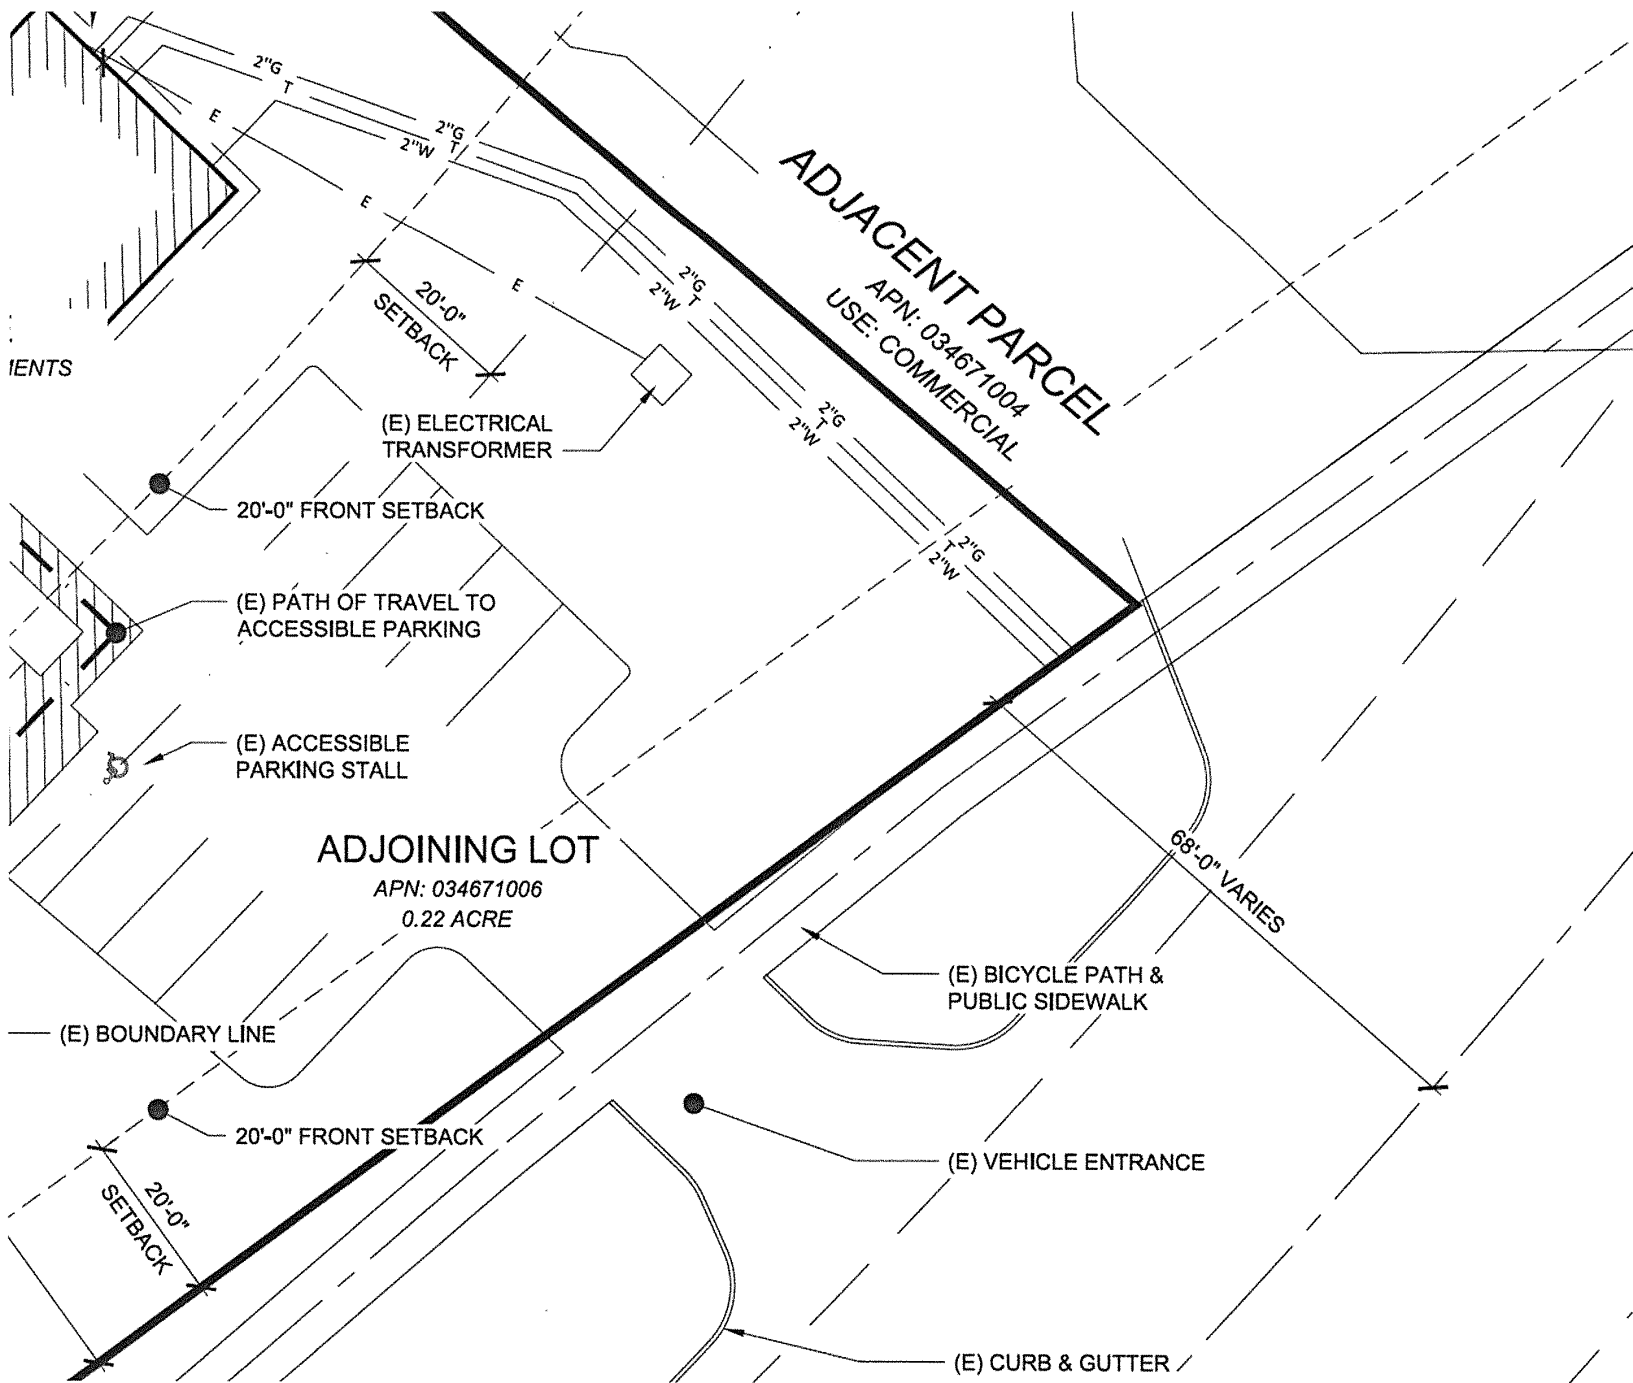 2"G
T
E
2"G
T
2"W
E
E
2"G
T
2"W
20'-0"
SETBACK
ADJACENT PARCEL
APN: 034671004
USE: COMMERCIAL
(E) ELECTRICAL
TRANSFORMER
2"G
T
2"W
20'-0" FRONT SETBACK
2"G
T
2"W
(E) PATH OF TRAVEL TO
ACCESSIBLE PARKING
(E) ACCESSIBLE
PARKING STALL
ADJOINING LOT
APN: 034671006
0.22 ACRE
68'-0" VARIES
(E) BICYCLE PATH &
PUBLIC SIDEWALK
(E) BOUNDARY LINE
20'-0" FRONT SETBACK
(E) VEHICLE ENTRANCE
20'-0"
SETBACK
(E) CURB & GUTTER